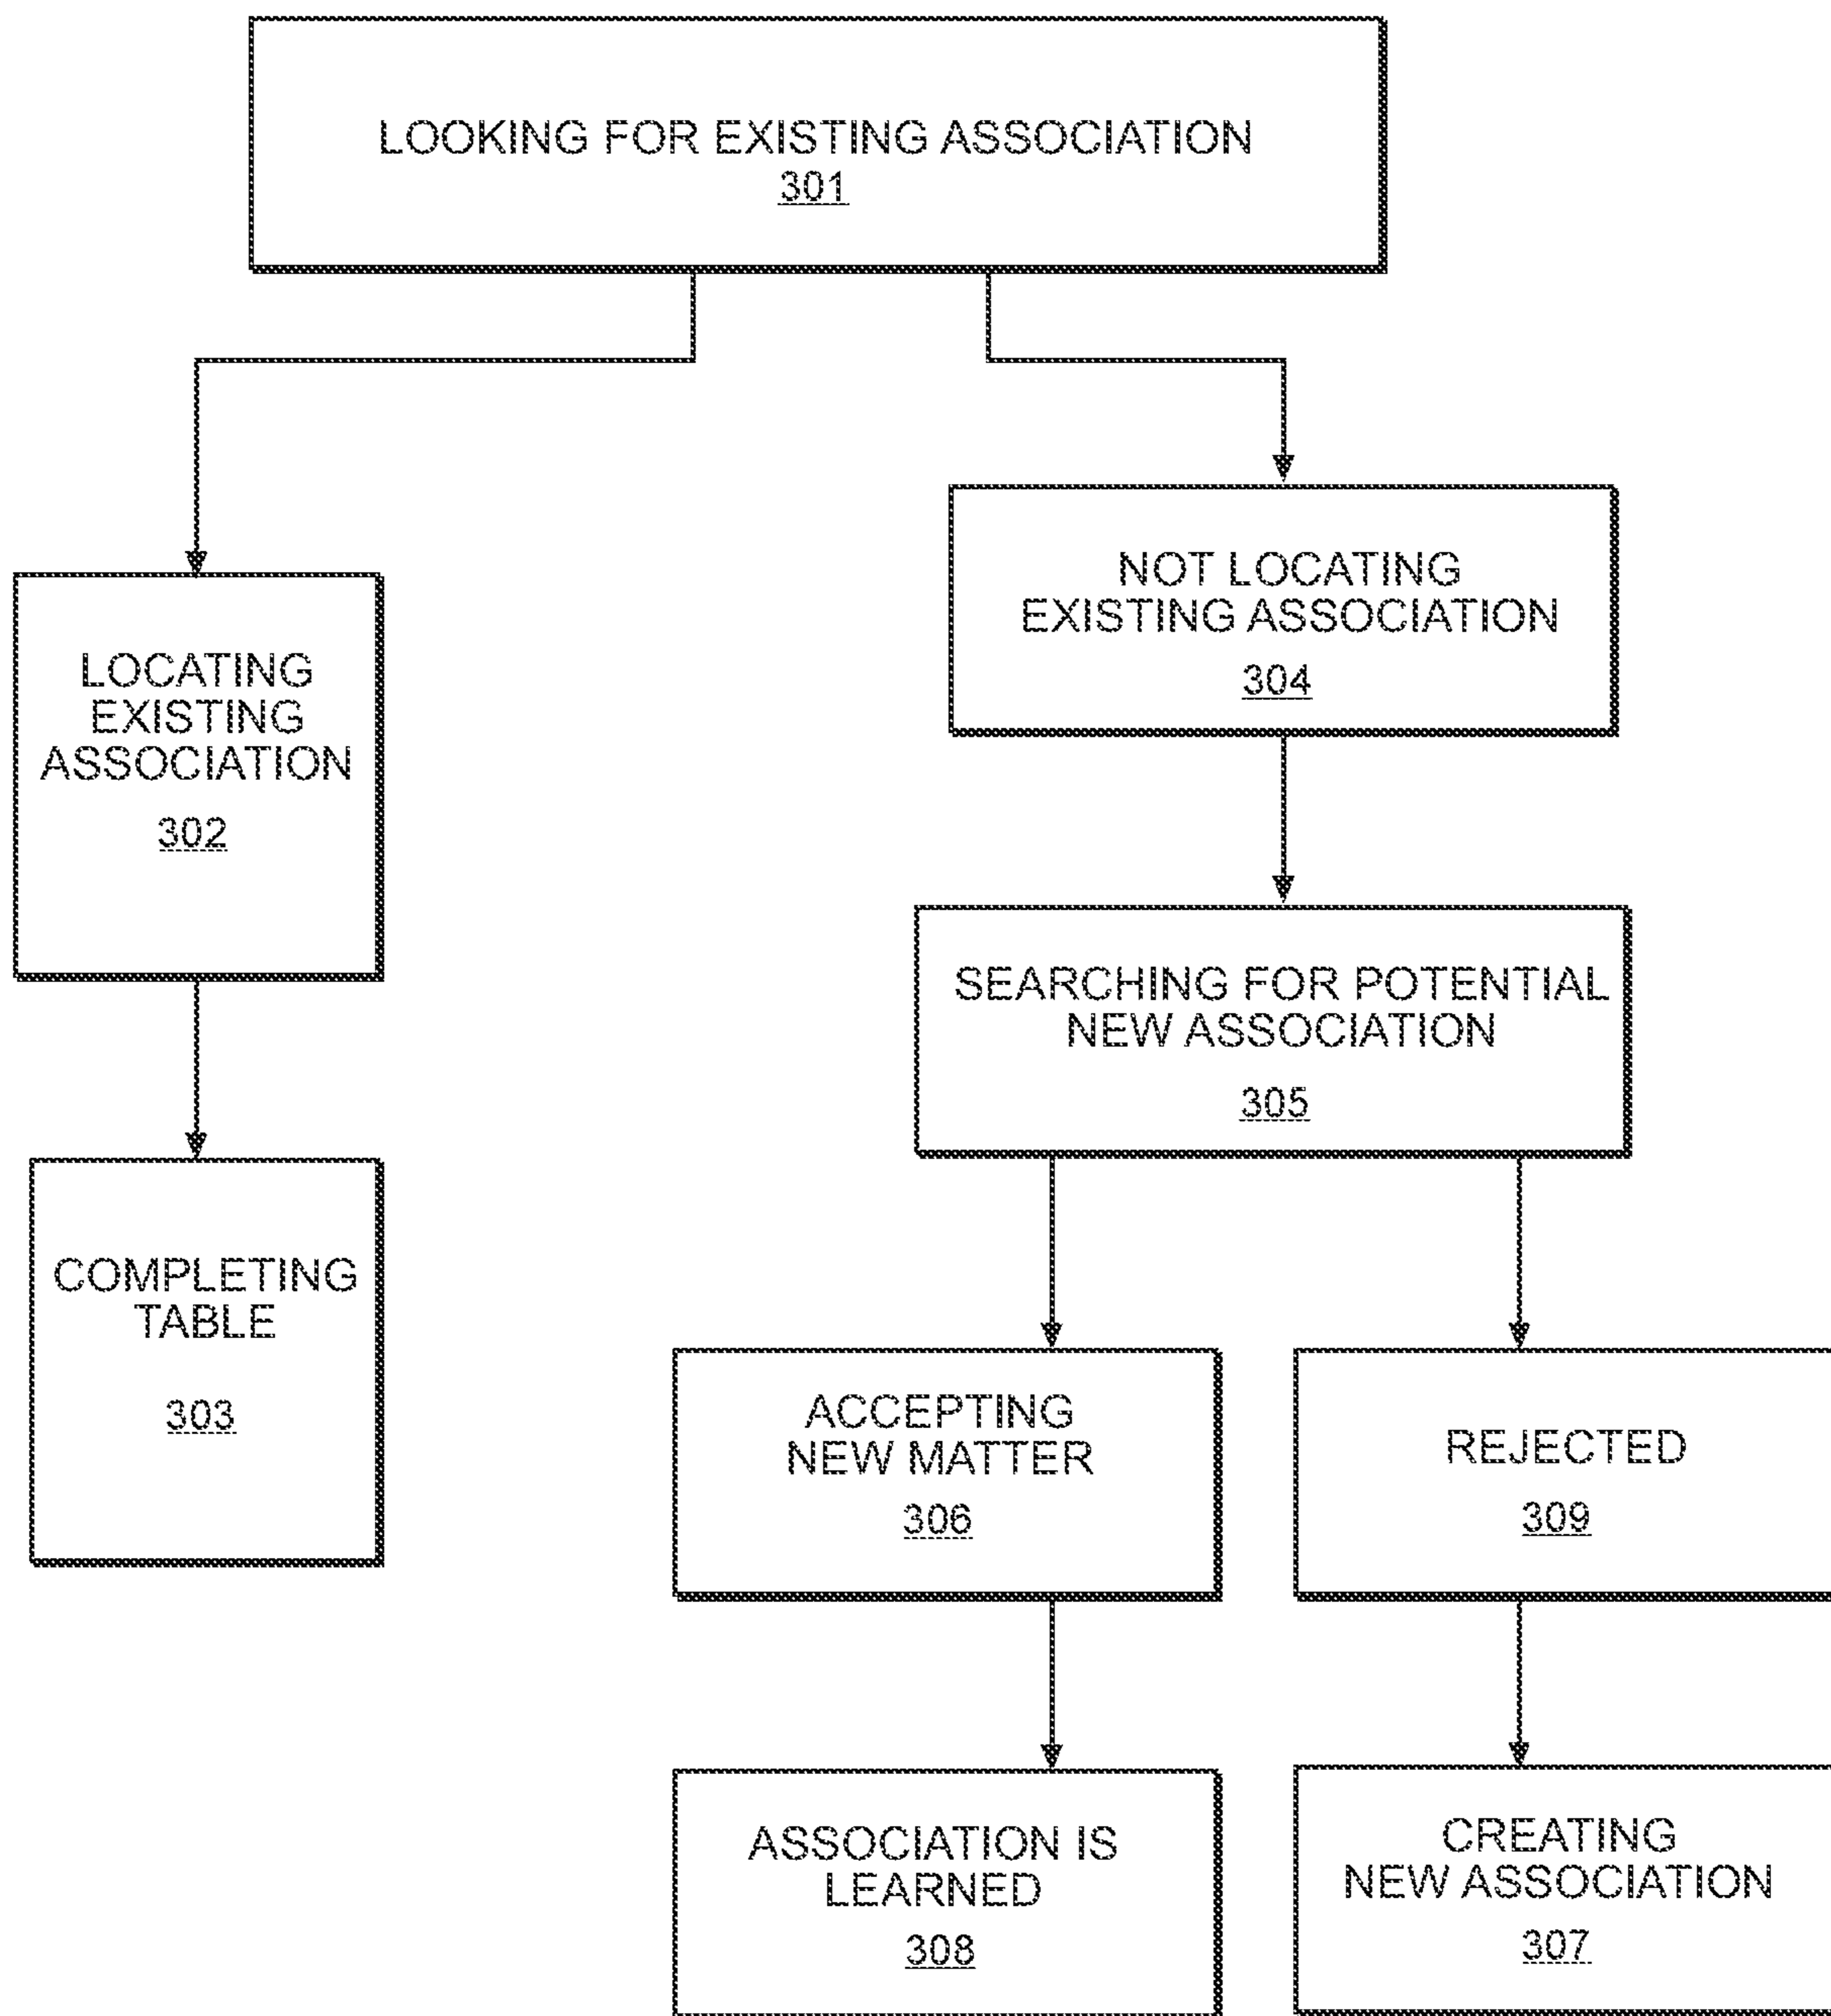 LOOKING FOR EXISTING ASSOCIATION
301
LOCATING
EXISTING
ASSOCIATION
302
COMPLETING
TABLE
303
NOT LOCATING
EXISTING ASSOCIATION
304
SEARCHING FOR POTENTIAL
NEW ASSOCIATION
305
ACCEPTING
NEW MATTER
306
ASSOCIATION IS
LEARNED
308
REJECTED
309
CREATING
NEW ASSOCIATION
307